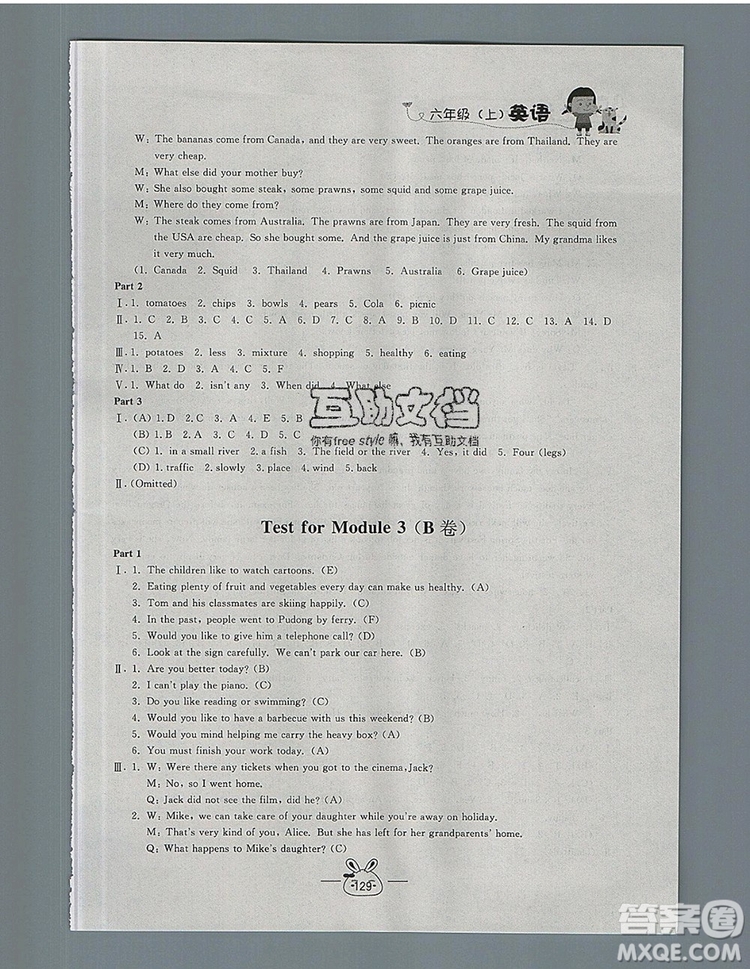 六年级（上）英语
W: The bananas come from Canada, and they are very sweet. The oranges are from Thailand. They are
very cheap.
M: What else did your mother buy?
W: She also bought some steak, some prawns, some squid and some grape juice.
M: Where do they come from?
W: The steak comes from Australia. The prawns are from Japan. They are very fresh. The squid from
the USA are cheap. So she bought some. And the grape juice is just from China. My grandma likes
it very much.
(1. Canada 2. Squid 3. Thailand 4. Prawns 5. Australia 6. Grape juice)
Part 2
Ⅰ. 1. tomatoes 2. chips 3. bowls 4. pears 5. Cola 6. picnic
Ⅱ. 1. C 2. B 3. C 4. C 5. A 6. D 7. D 8. C 9. B 10. D 11. C 12. B 13. A 14. D
15. A
Ⅲ. 1. potatoes 2. less 3. mixture 4. shopping 5. healthy 6. eating
Ⅳ. 1. F 2. F 3. T 4. T 5. F
Ⅴ. 1. What do 2. isn't any 3. When did 4. What else
Part 3
Ⅰ. (A) 1. D 2. C 3. A 4. E 5. B
(B) 1. B 2. D 3. A 4. B 5. C
(C) 1. in a small river 2. a fish 3. The field or the river 4. Yes, it did 5. Four (legs)
(D) 1. traffic 2. slowly 3. place 4. wind 5. back
Ⅱ. (Omitted)
互助文档
你有free style嘛、我有互助文档
Test for Module 3（B 卷）
Part 1
Ⅰ. 1. The children like to watch cartoons. (E)
2. Eating plenty of fruit and vegetables every day can make us healthy. (A)
3. Tom and his classmates are skiing happily. (C)
4. In the past, people went to Pudong by ferry. (F)
5. Would you like to give him a telephone call? (D)
6. Look at the sign carefully. We can't park our car here. (B)
Ⅱ. 1. Are you better today? (B)
2. I can't play the piano. (C)
3. Do you like reading or swimming? (C)
4. Would you like to have a barbecue with us this weekend? (B)
5. Would you mind helping me carry the heavy box? (A)
6. You must finish your work today. (A)
Ⅲ. 1. W: Were there any tickets when you got to the cinema, Jack?
M: No, so I went home.
Q: Jack did not see the film, did he? (A)
2. W: Mike, we can take care of your daughter while you're away on holiday.
M: That's very kind of you, Alice. But she has left for her grandparents' home.
Q: What happens to Mike's daughter? (C)
-129-
答案圈
MXQE.COM